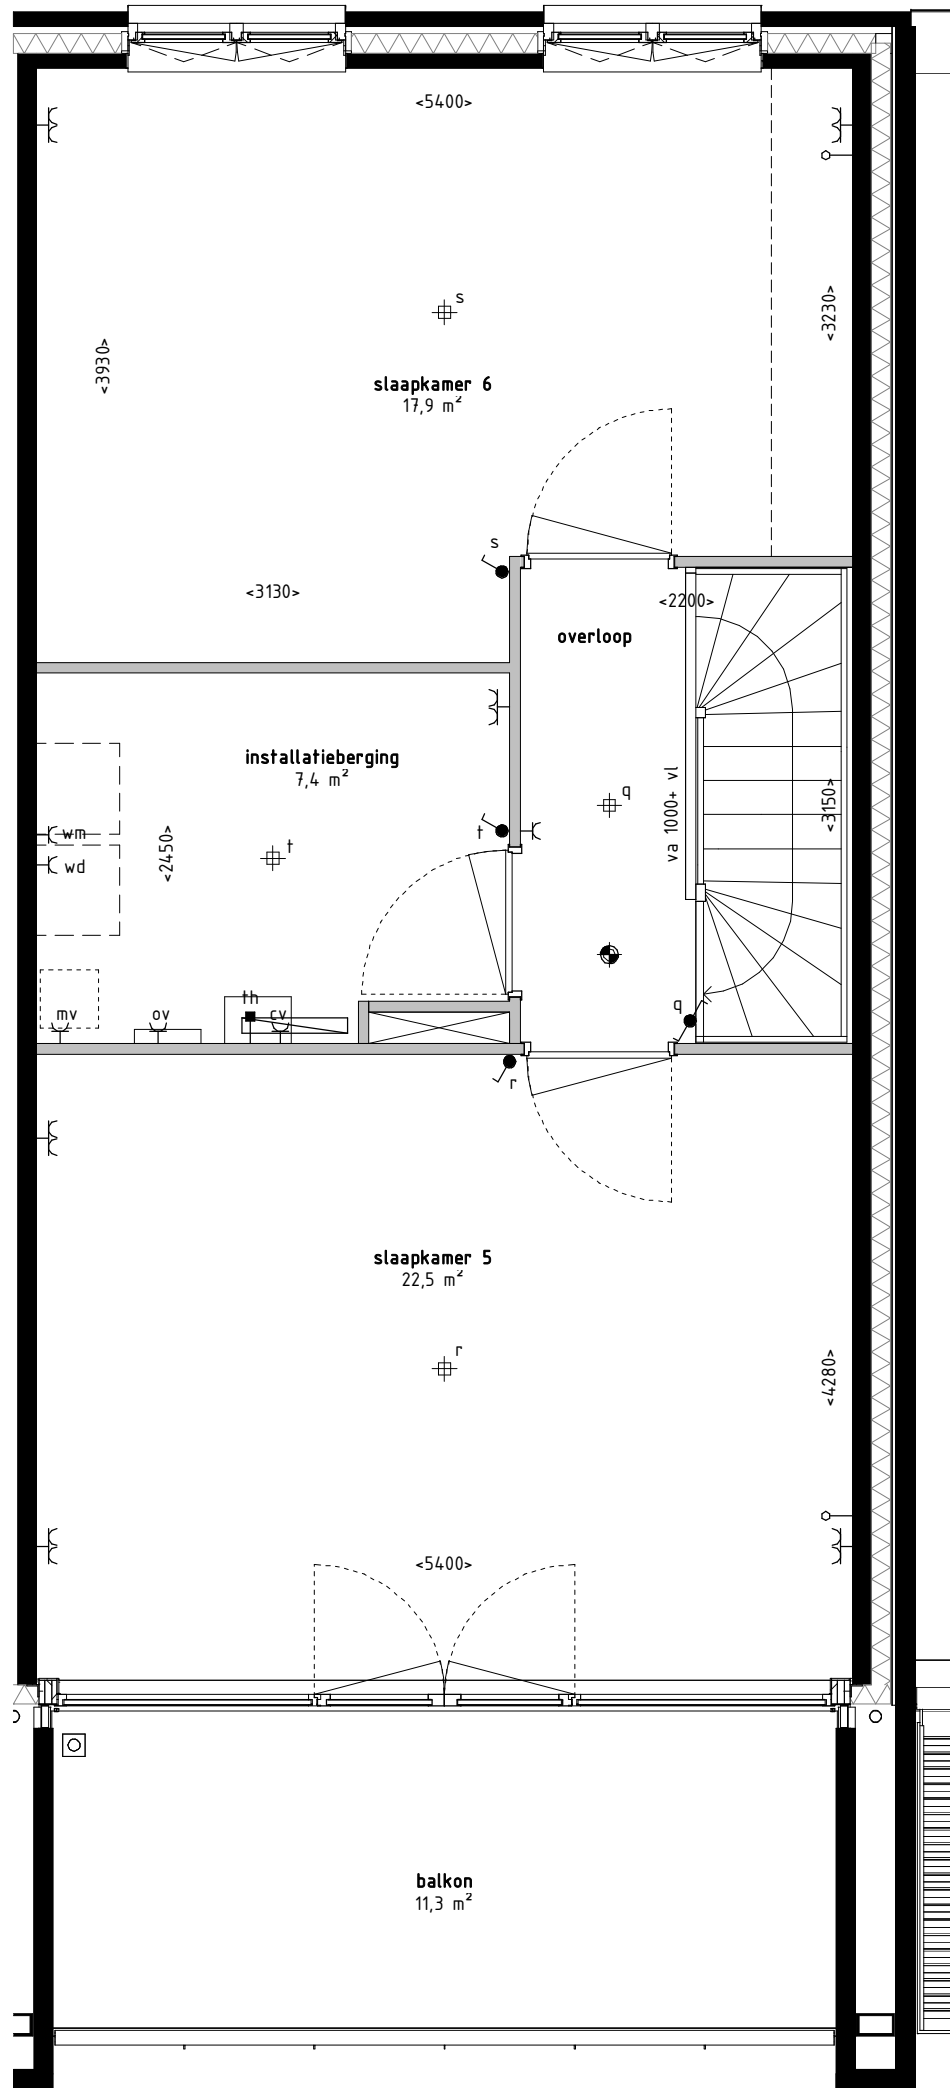 <5400>
s
<3930>
<3230>
slaapkamer 6
17,9 m²
s
<3130>
<2200>
overloop
installatieberging
7,4 m²
q
va 1000+ vl
<3150>
t
wm
wd
<2450>
t
th
mv
ov
cv
q
r
slaapkamer 5
22,5 m²
r
<4280>
<5400>
balkon
11,3 m²